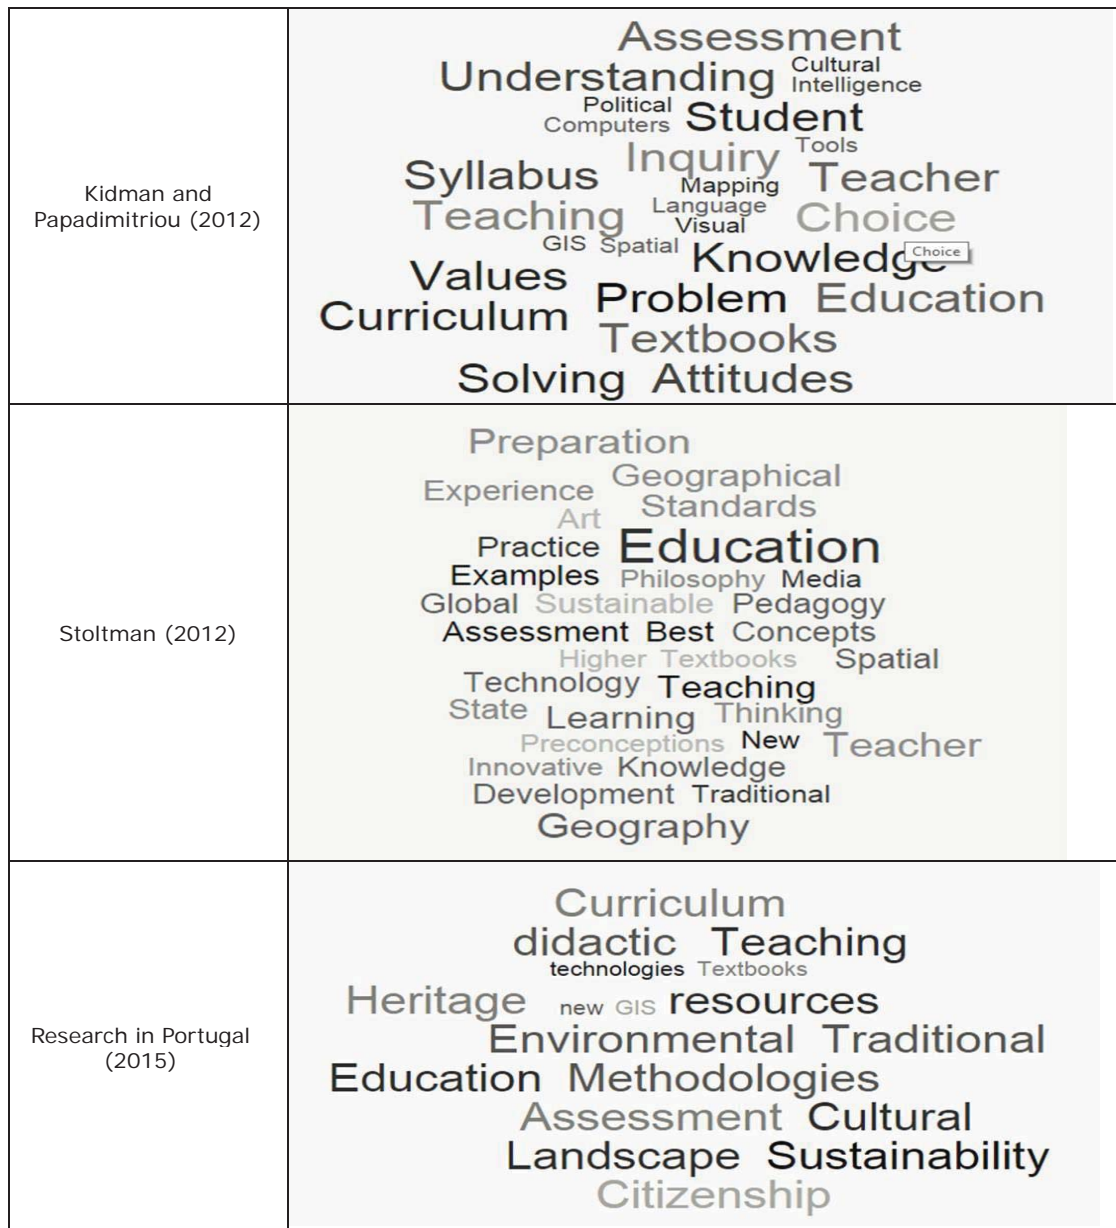 Kidman and
Papadimitriou (2012)
Assessment
Understanding Cultural
Intelligence
Political
Computers Student
Inquiry Tools
Syllabus Mapping Teacher
Teaching Language Choice
Visual
GIS Spatial Knowledge
Choice
Values
Problem Education
Curriculum
Textbooks
Solving Attitudes
Stoltman (2012)
Preparation
Geographical
Experience
Standards
Art
Practice Education
Examples Philosophy Media
Global Sustainable Pedagogy
Assessment Best Concepts
Higher Textbooks Spatial
Technology Teaching
State Learning Thinking
Preconceptions New Teacher
Innovative Knowledge
Development Traditional
Geography
Research in Portugal
(2015)
Curriculum
didactic Teaching
technologies Textbooks
Heritage new GIS resources
Environmental Traditional
Education Methodologies
Assessment Cultural
Landscape Sustainability
Citizenship